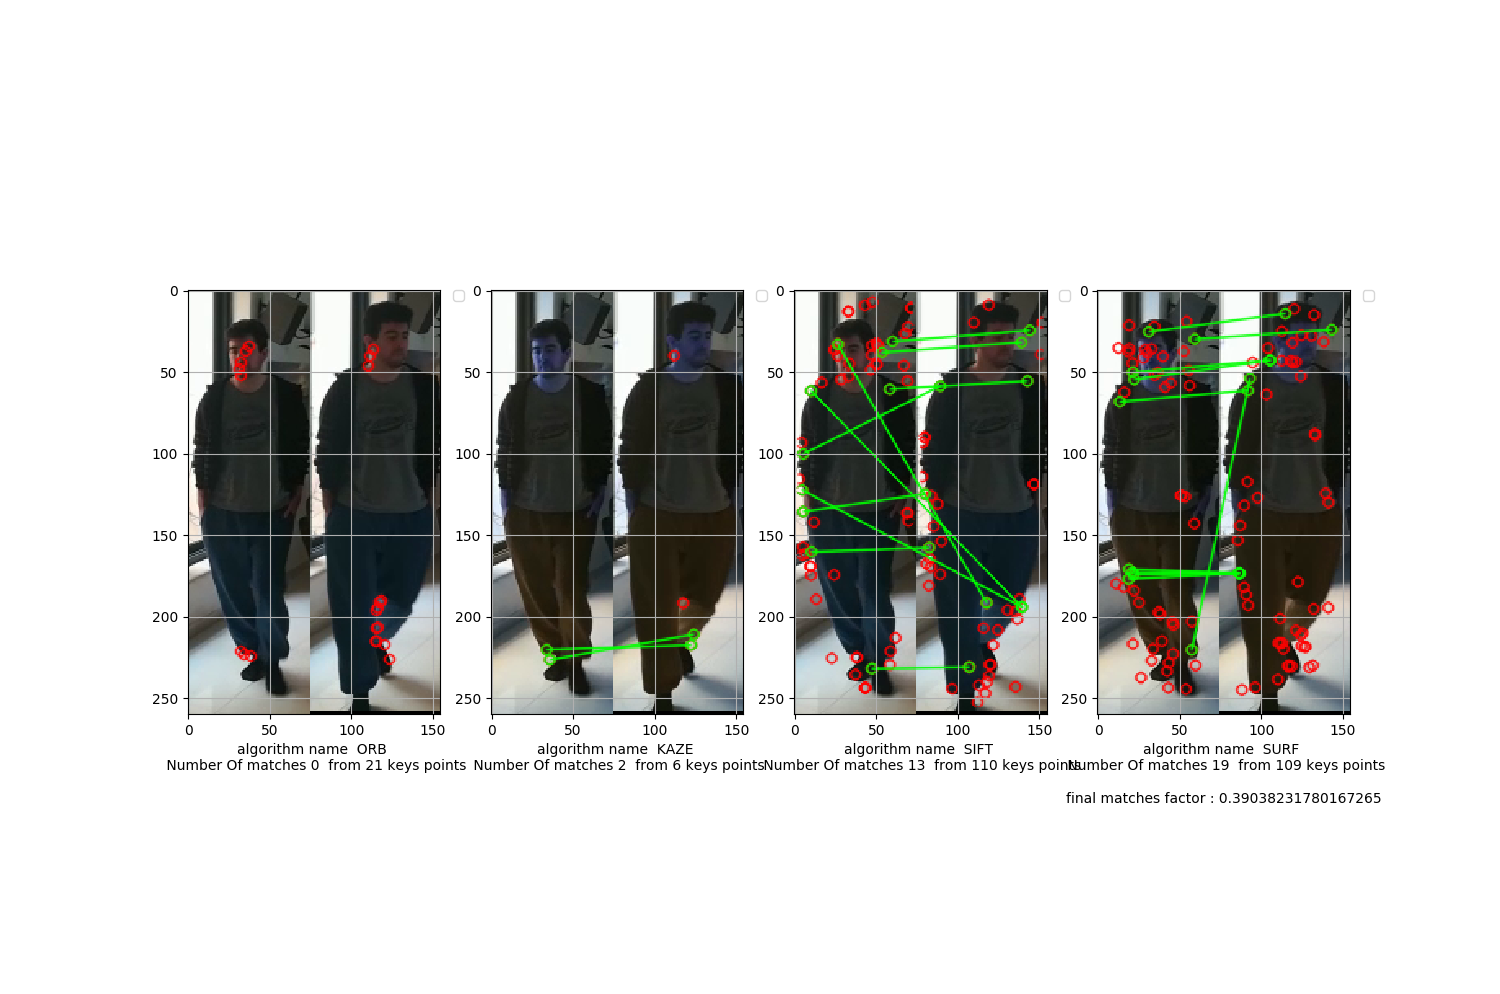 0 50 100 150 200 250
0 50 100 150
algorithm name ORB
Number Of matches 0 from 21 keys points
0 50 100 150 200 250
0 50 100 150
algorithm name KAZE
Number Of matches 2 from 6 keys points
0 50 100 150 200 250
0 50 100 150
algorithm name SIFT
Number Of matches 13 from 110 keys points
0 50 100 150 200 250
0 50 100 150
algorithm name SURF
Number Of matches 19 from 109 keys points
final matches factor : 0.39038231780167265